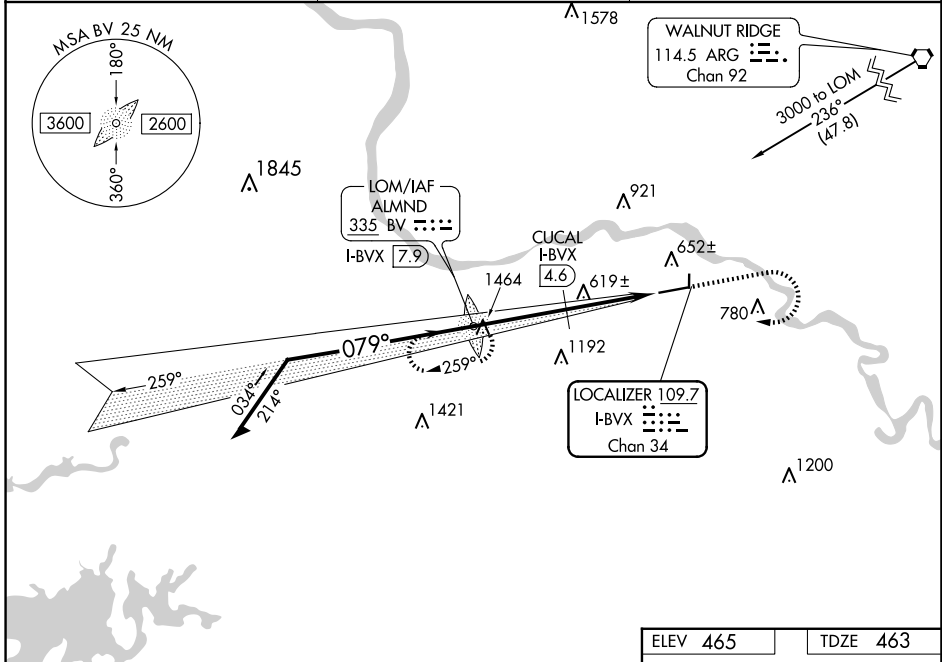 MSA BV 25 NM
180°
3600
2600
360°
1578
WALNUT RIDGE
114.5 ARG
Chan 92
3000 to LOM
236°
(47.8)
1845
LOM/IAF
ALMND
335 BV
I-BVX 7.9
921
CUCAL
I-BVX
4.6
652±
1464
619±
780
079°
259°
259°
034°
214°
1192
1421
LOCALIZER 109.7
I-BVX
Chan 34
1200
ELEV 465
TDZE 463